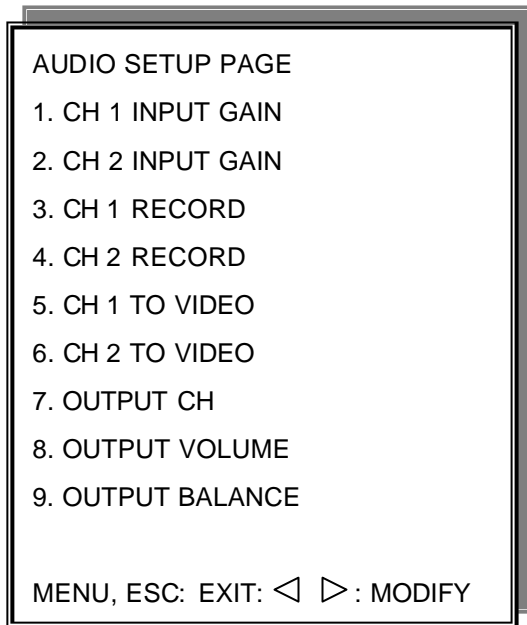 AUDIO SETUP PAGE
1. CH 1 INPUT GAIN
2. CH 2 INPUT GAIN
3. CH 1 RECORD
4. CH 2 RECORD
5. CH 1 TO VIDEO
6. CH 2 TO VIDEO
7. OUTPUT CH
8. OUTPUT VOLUME
9. OUTPUT BALANCE
MENU, ESC: EXIT: ◁ ▷ : MODIFY